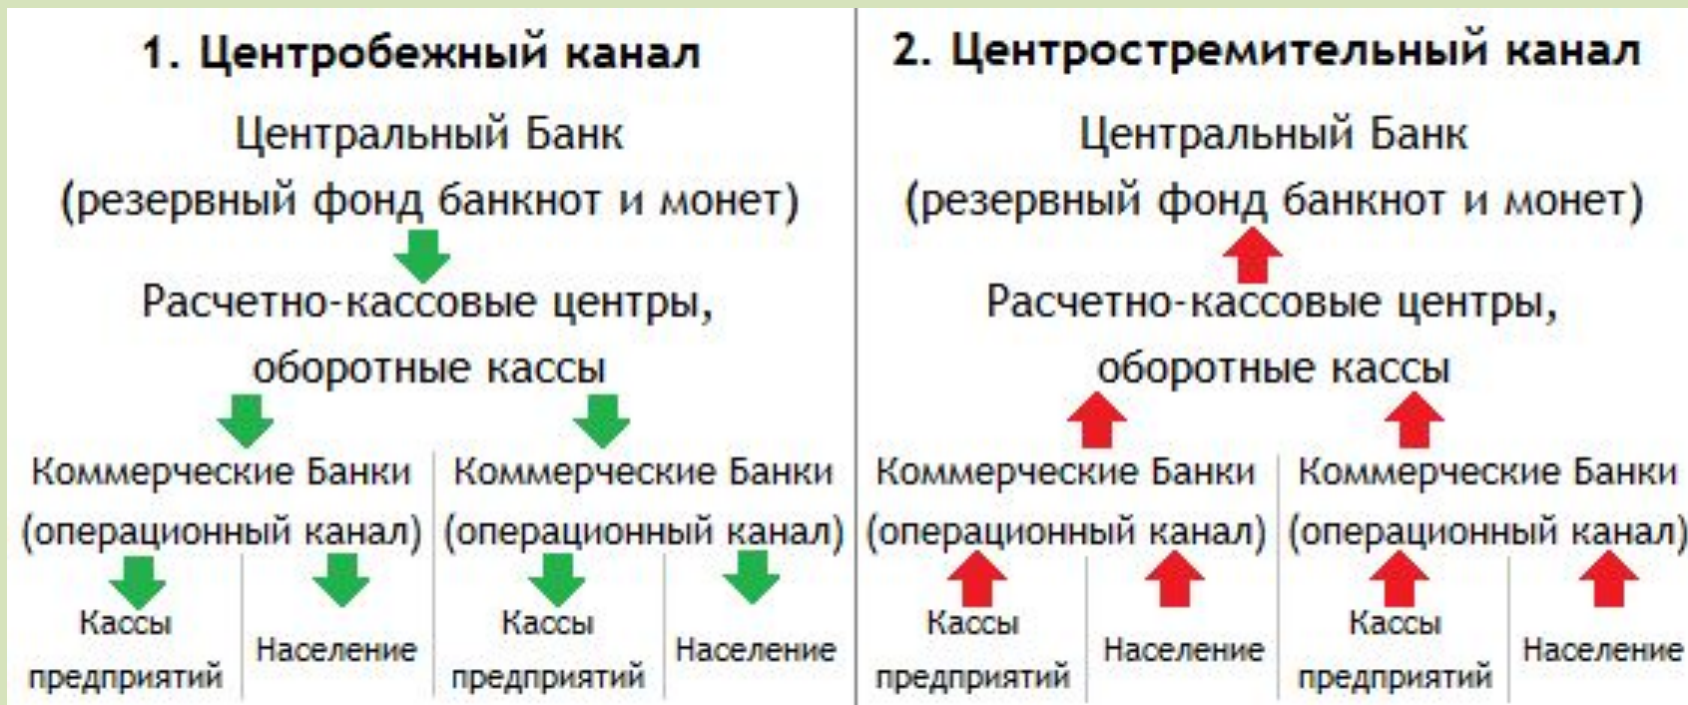 1. Центробежный канал
Центральный Банк
(резервный фонд банкнот и монет)
Расчетно-кассовые центры,
оборотные кассы
Коммерческие Банки
(операционный канал)
Коммерческие Банки
(операционный канал)
Кассы
предприятий
Население
Кассы
предприятий
Население
2. Центростремительный канал
Центральный Банк
(резервный фонд банкнот и монет)
Расчетно-кассовые центры,
оборотные кассы
Коммерческие Банки
(операционный канал)
Коммерческие Банки
(операционный канал)
Кассы
предприятий
Население
Кассы
предприятий
Население